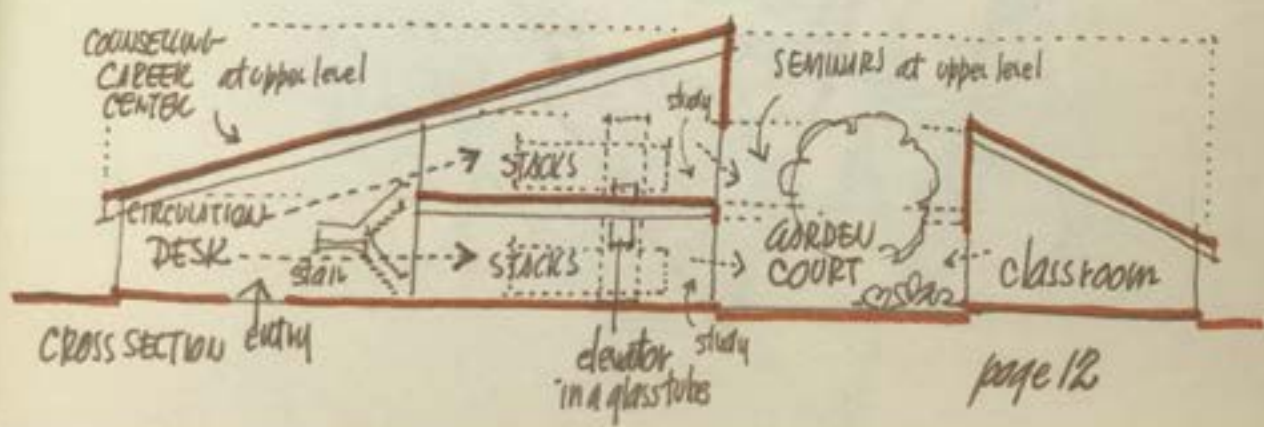 COUNSELLING
CAREER
CENTER
at upper level
study
SEMINARS at upper level
STACKS
CIRCULATION
DESK
stair
STACKS
GARDEN
COURT
classroom
CROSS SECTION
entry
elevator
in a glass tube
study
page 12